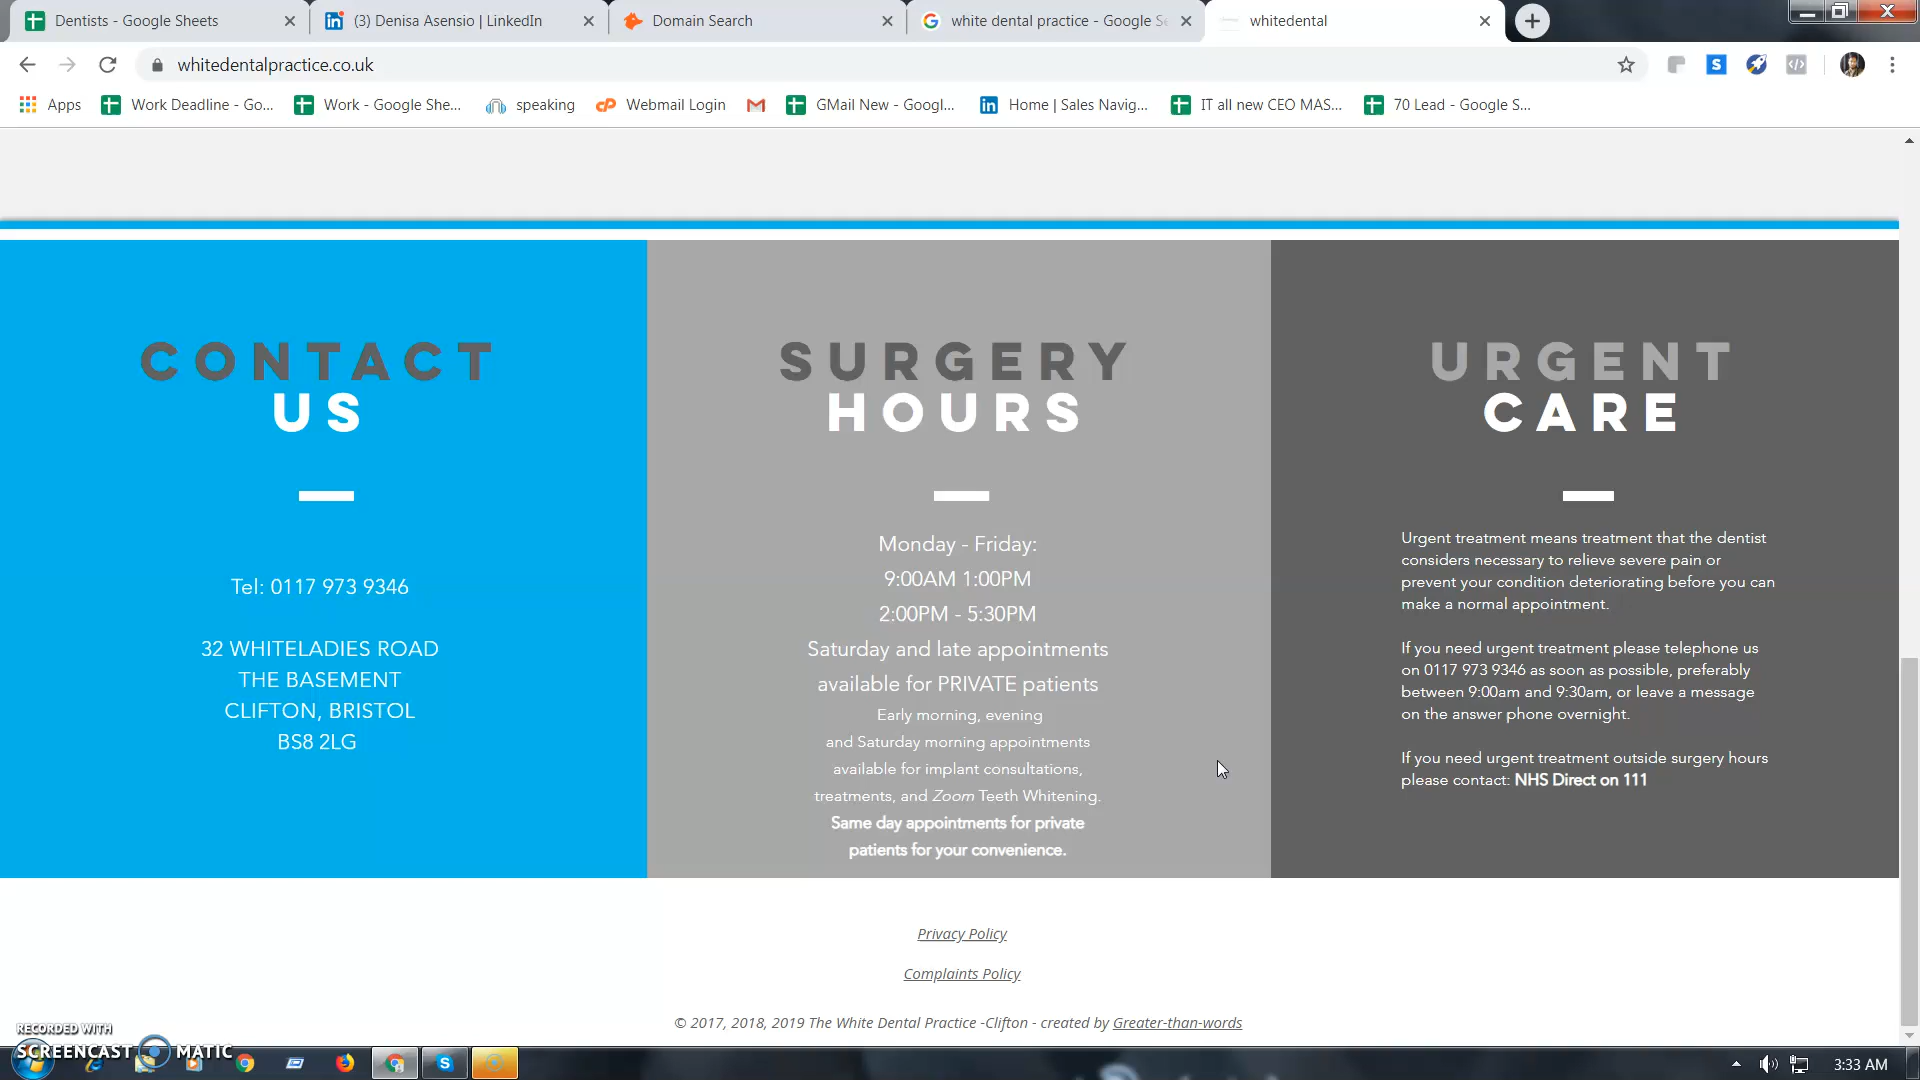 Dentists - Google Sheets
(3) Denisa Asensio | LinkedIn
Domain Search
white dental practice - Google Se
whitedental
whitedentalpractice.co.uk
Apps
Work Deadline - Go...
Work - Google She...
speaking
Webmail Login
GMail New - Googl...
Home | Sales Navig...
IT all new CEO MAS...
70 Lead - Google S...
CONTACT
US
Tel: 0117 973 9346
32 WHITELADIES ROAD
THE BASEMENT
CLIFTON, BRISTOL
BS8 2LG
SURGERY
HOURS
Monday - Friday:
9:00AM 1:00PM
2:00PM - 5:30PM
Saturday and late appointments
available for PRIVATE patients
Early morning, evening
and Saturday morning appointments
available for implant consultations,
treatments, and Zoom Teeth Whitening.
Same day appointments for private
patients for your convenience.
URGENT
CARE
Urgent treatment means treatment that the dentist
considers necessary to relieve severe pain or
prevent your condition deteriorating before you can
make a normal appointment.
If you need urgent treatment please telephone us
on 0117 973 9346 as soon as possible, preferably
between 9:00am and 9:30am, or leave a message
on the answer phone overnight.
If you need urgent treatment outside surgery hours
please contact: NHS Direct on 111
Privacy Policy
Complaints Policy
© 2017, 2018, 2019 The White Dental Practice -Clifton - created by Greater-than-words
RECORDED WITH
SCREENCAST MATIC
3:33 AM